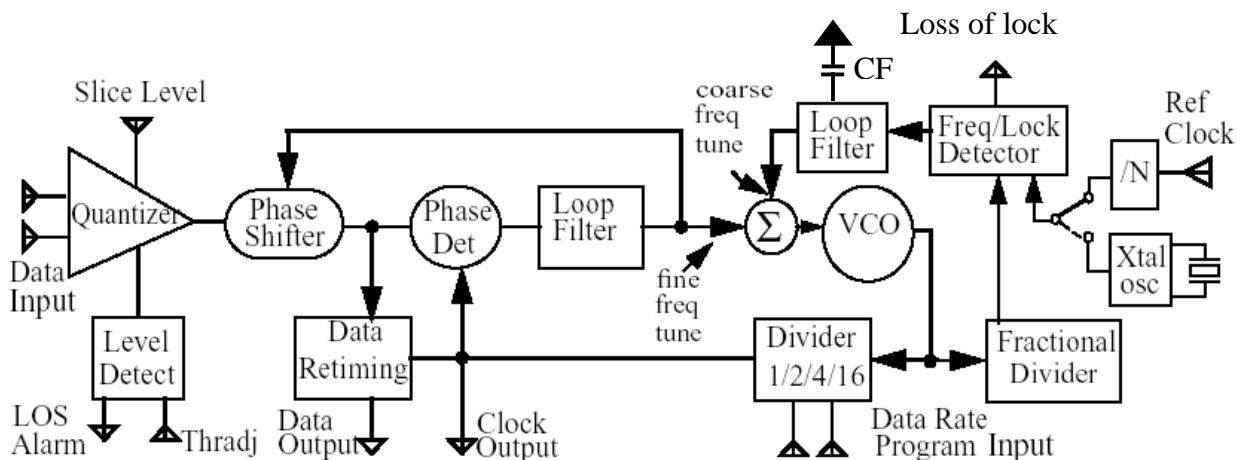 Loss of lock
CF
Slice Level
coarse
freq
tune
Loop
Filter
Freq/Lock
Detector
Ref
Clock
/N
Quantizer
Phase
Shifter
Phase
Det
Loop
Filter
Σ
VCO
Xtal
osc
Data
Input
fine
freq
tune
Level
Detect
Data
Retiming
Divider
1/2/4/16
Fractional
Divider
LOS
Alarm
Thradj
Data
Output
Clock
Output
Data Rate
Program Input